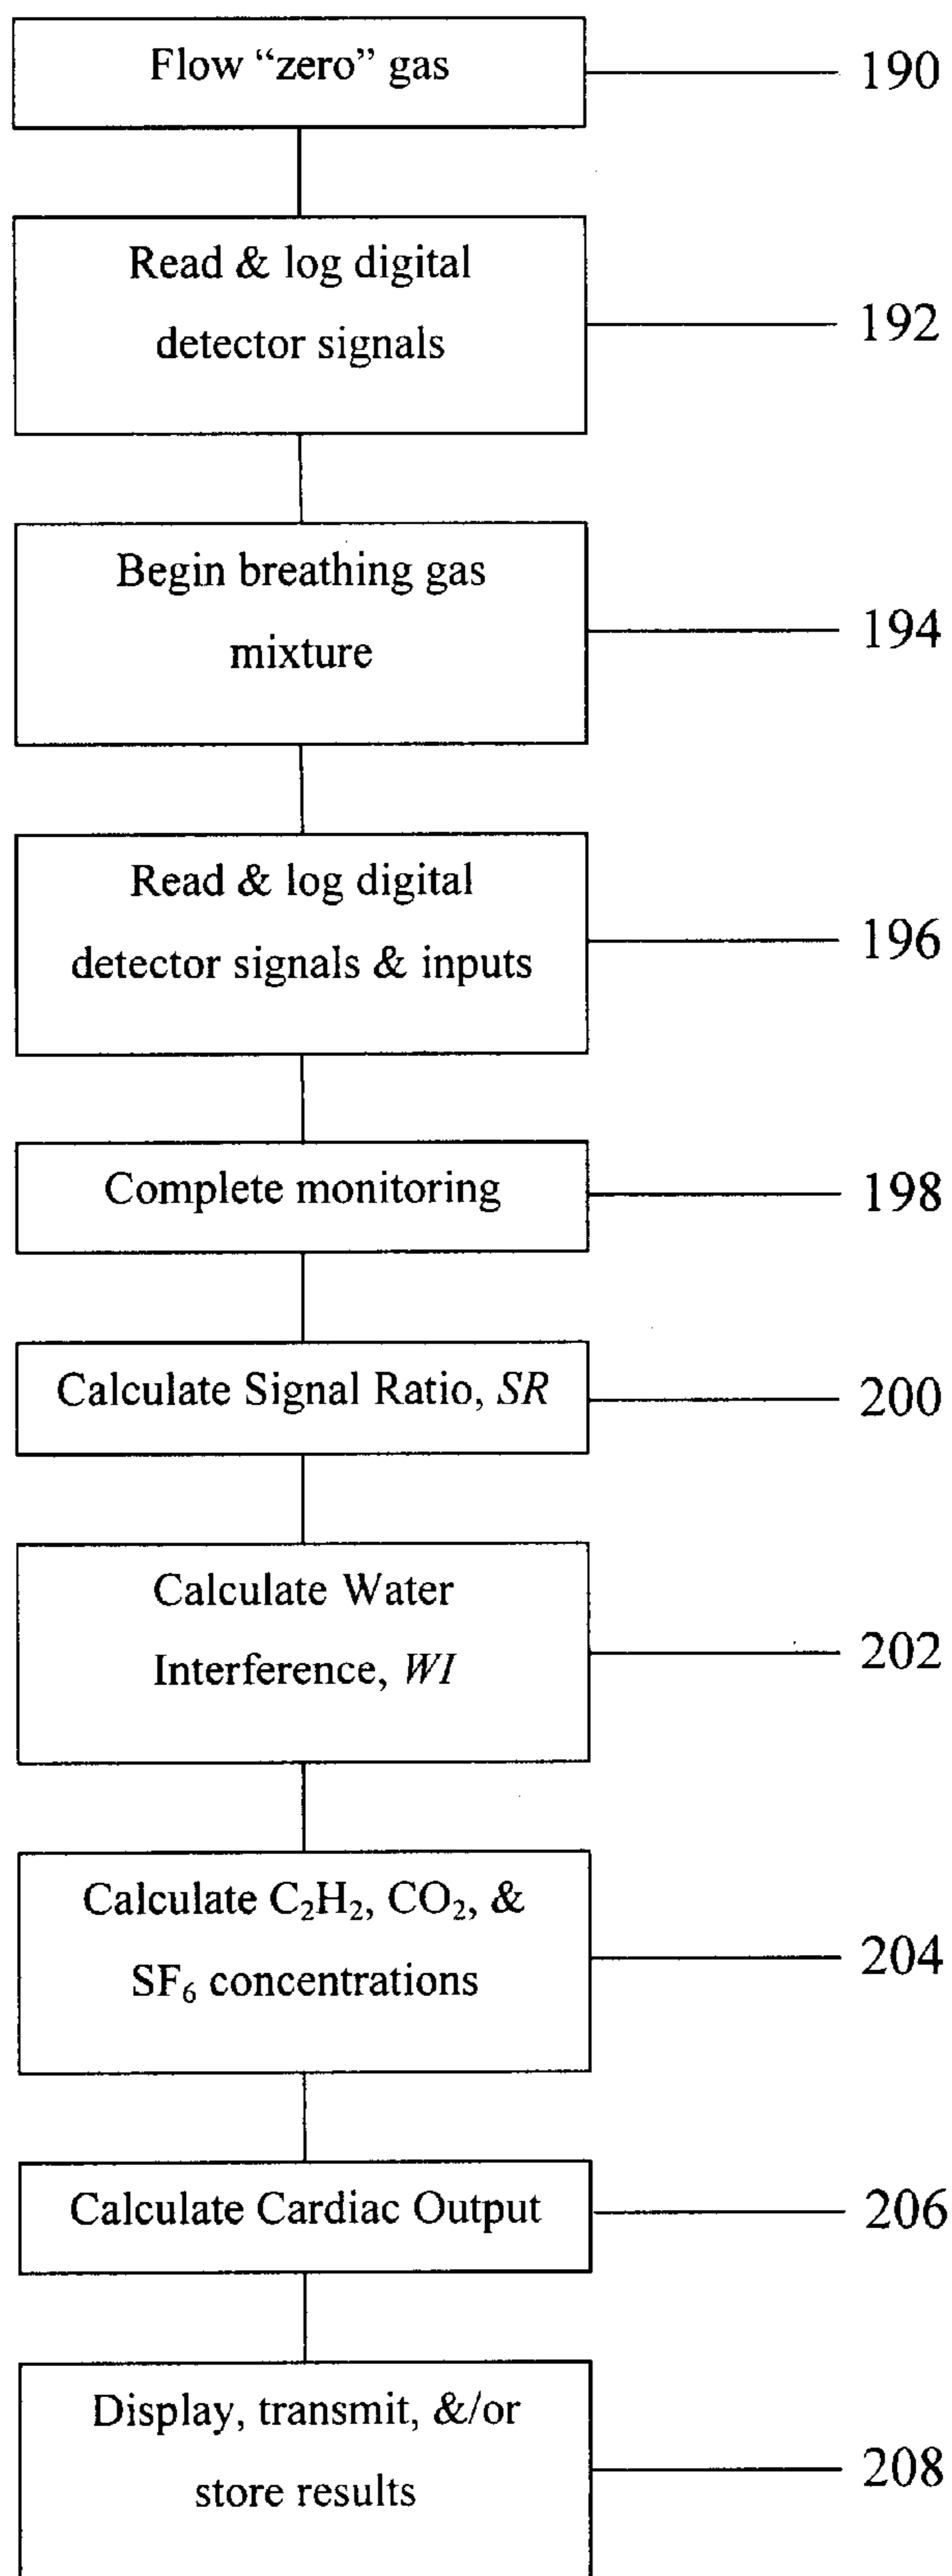 Flow “zero” gas
190
Read & log digital
detector signals
192
Begin breathing gas
mixture
194
Read & log digital
detector signals & inputs
196
Complete monitoring
198
Calculate Signal Ratio, SR
200
Calculate Water
Interference, WI
202
Calculate C₂H₂, CO₂, &
SF₆ concentrations
204
Calculate Cardiac Output
206
Display, transmit, &/or
store results
208